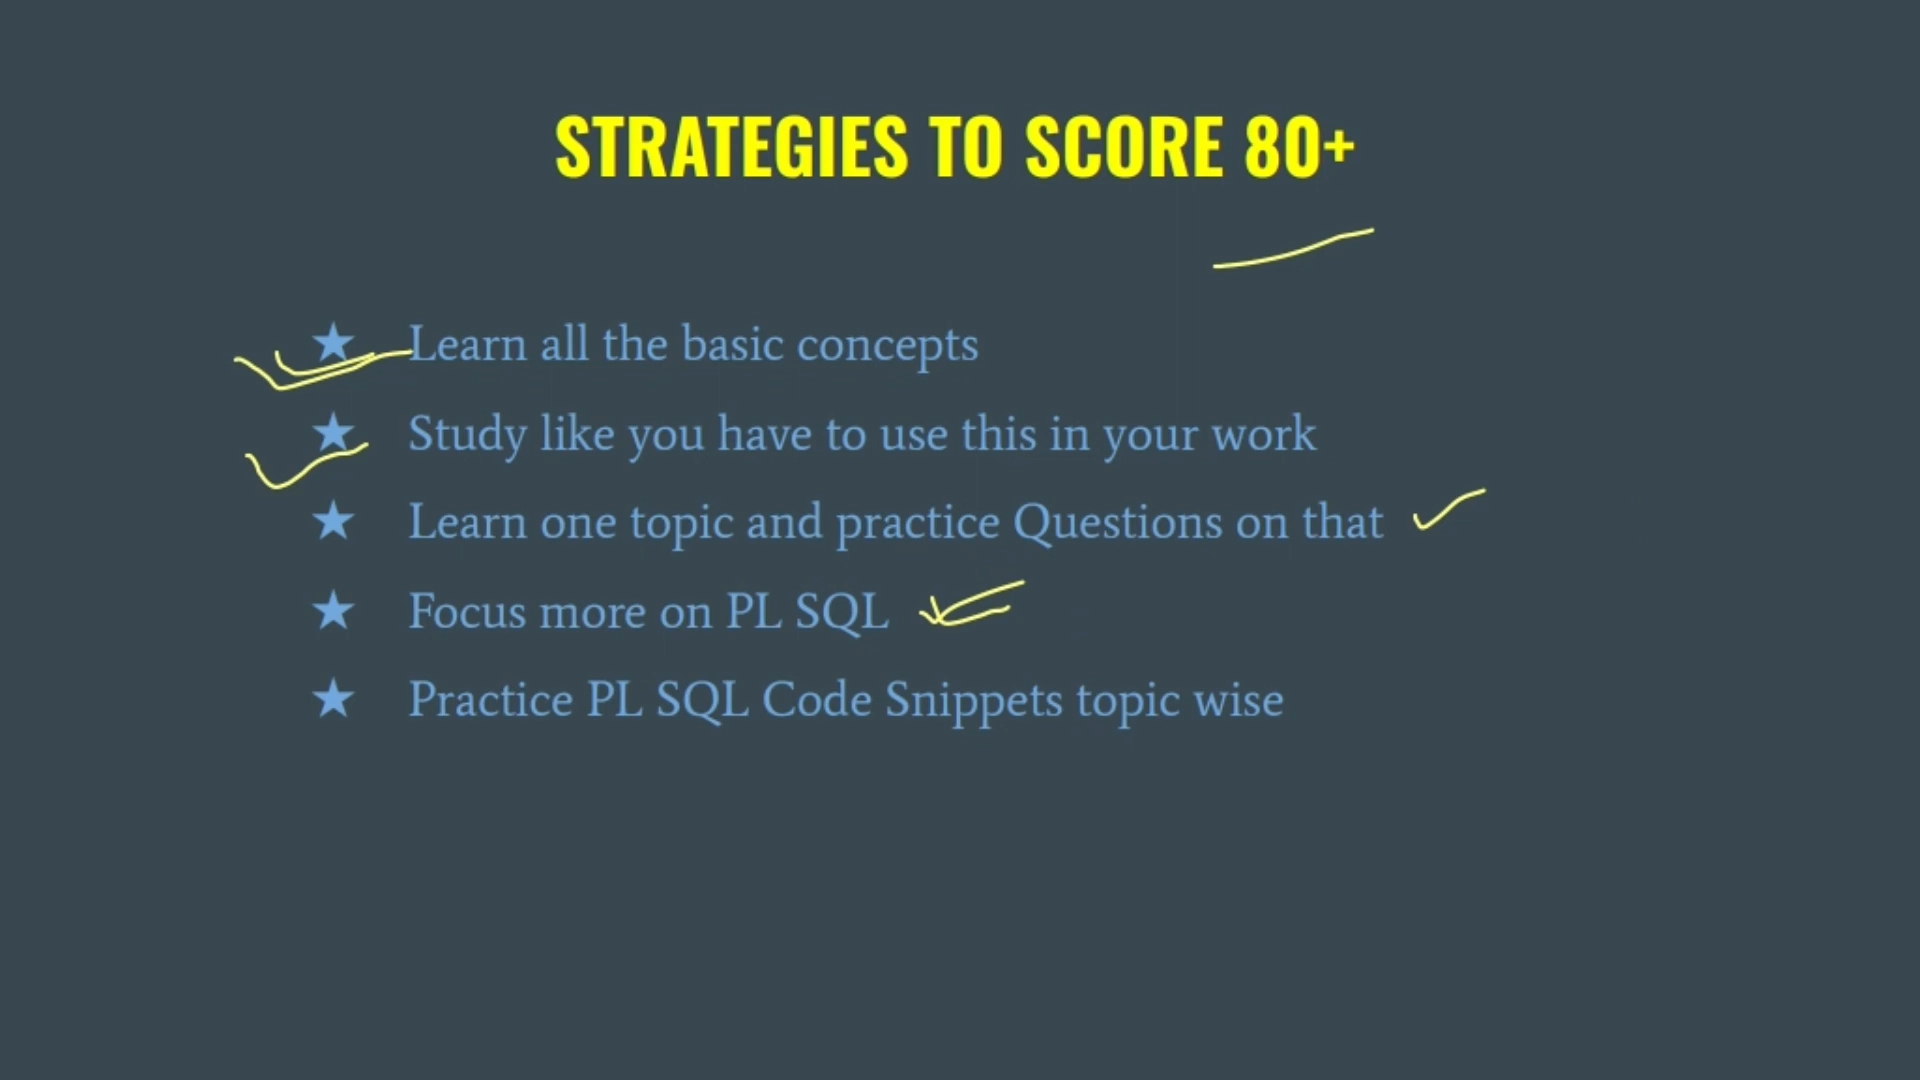 STRATEGIES TO SCORE 80+
★ Learn all the basic concepts
★ Study like you have to use this in your work
★ Learn one topic and practice Questions on that
★ Focus more on PL SQL
★ Practice PL SQL Code Snippets topic wise